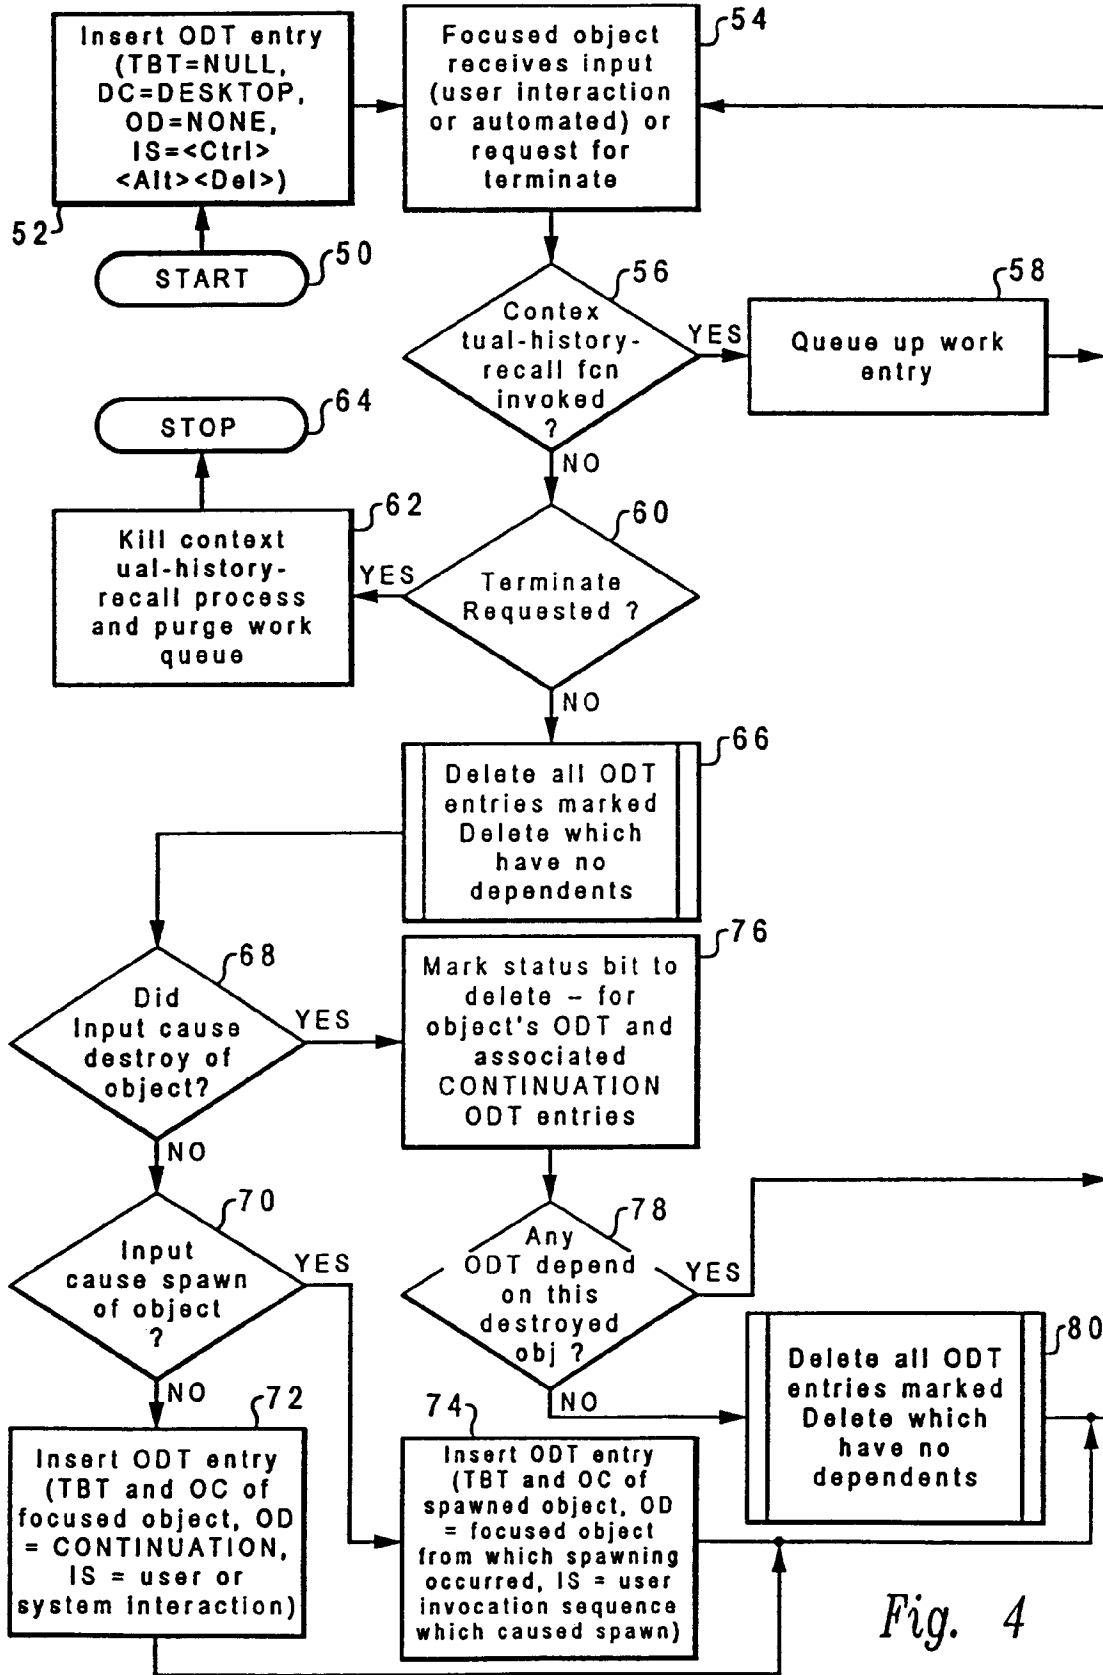 Insert ODT entry
(TBT=NULL,
DC=DESKTOP,
OD=NONE,
IS=<Ctrl>
<Alt><Del>)
52
START
50
Focused object
receives input
(user interaction
or automated) or
request for
terminate
54
Contex
tual-history-
recall fcn
invoked
?
56
YES
NO
Queue up work
entry
58
STOP
64
Kill context
ual-history-
recall process
and purge work
queue
62
YES
Terminate
Requested ?
60
NO
Delete all ODT
entries marked
Delete which
have no
dependents
66
Did
Input cause
destroy of
object?
68
YES
NO
Mark status bit to
delete – for
object's ODT and
associated
CONTINUATION
ODT entries
76
Input
cause spawn
of object
?
70
YES
NO
Any
ODT depend
on this
destroyed
obj ?
78
YES
NO
Delete all ODT
entries marked
Delete which
have no
dependents
80
Insert ODT entry
(TBT and OC of
focused object, OD
= CONTINUATION,
IS = user or
system interaction)
72
Insert ODT entry
(TBT and OC of
spawned object, OD
= focused object
from which spawning
occurred, IS = user
invocation sequence
which caused spawn)
74
Fig. 4